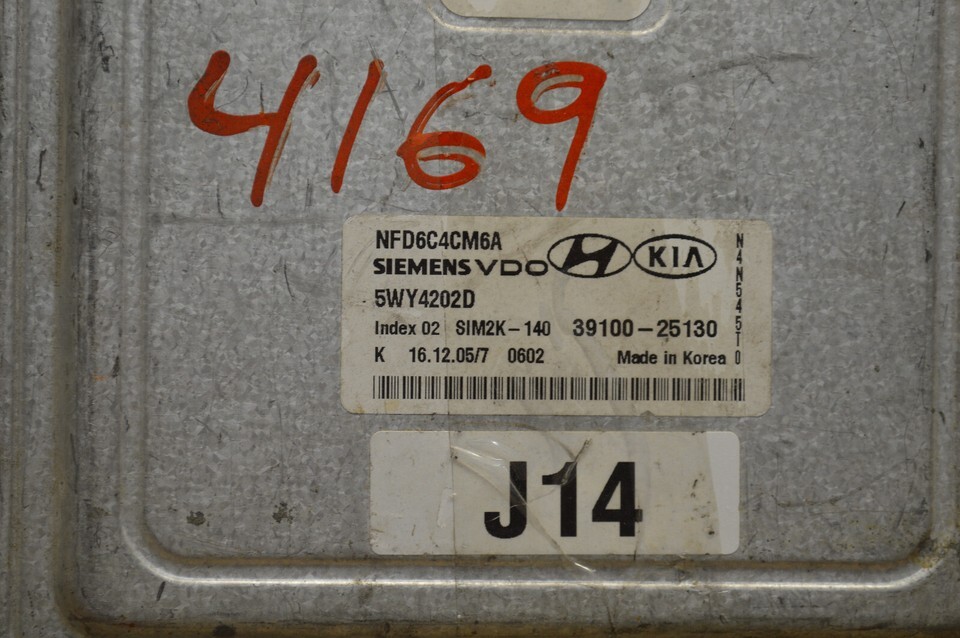 4169
NFD6C4CM6A
SIEMENS VDO KIA
5WY4202D
Index 02 SIM2K-140 39100-25130
K 16.12.05/7 0602 Made in Korea
N4N545T0
J14